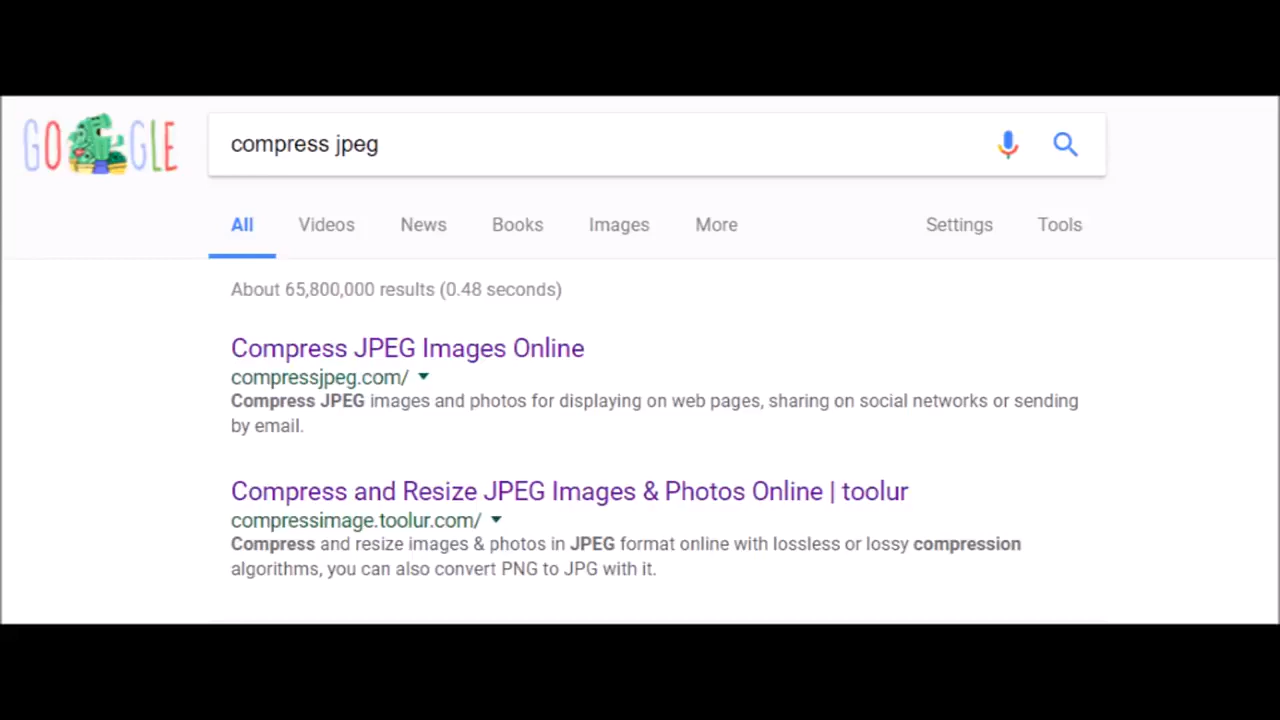 GOOGLE
compress jpeg
All Videos News Books Images More Settings Tools
About 65,800,000 results (0.48 seconds)
Compress JPEG Images Online
compressjpeg.com/
Compress JPEG images and photos for displaying on web pages, sharing on social networks or sending
by email.
Compress and Resize JPEG Images & Photos Online | toolur
compressimage.toolur.com/
Compress and resize images & photos in JPEG format online with lossless or lossy compression
algorithms, you can also convert PNG to JPG with it.